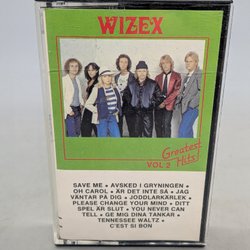 WIZEX
Greatest
VOL 2 Hits!
SAVE ME • AVSKED I GRYNINGEN •
OH CAROL • ÄR DET INTE SÅ • JAG
VÄNTAR PÅ DIG • JODDLARKÄRLEK •
PLEASE CHANGE YOUR MIND • DITT
SPEL ÄR SLUT • YOU NEVER CAN
TELL • GE MIG DINA TANKAR •
TENNESSEE WALTZ •
C'EST SI BON